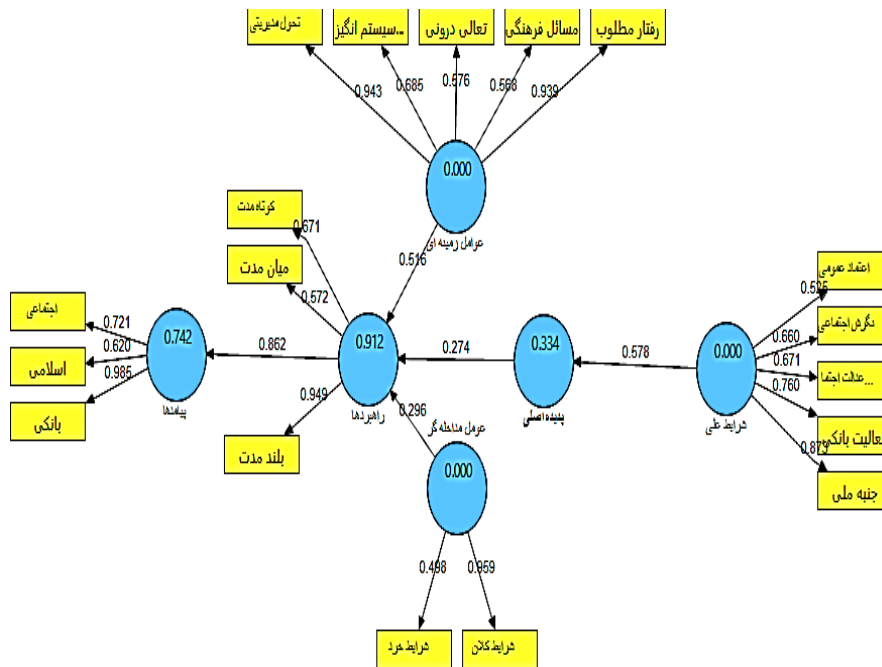 تحول مدیریتی
سیستم انگیز...
تعالی درونی
مسائل فرهنگی
رفتار مطلوب
0.943
0.685
0.576
0.568
0.939
0.000
عوامل زمینه ای
0.516
کوتاه مدت
0.671
میان مدت
0.572
بلند مدت
0.949
0.912
راهبردها
اجتماعی
0.721
اسلامی
0.620
بانکی
0.985
0.742
پیامدها
0.862
0.274
0.334
پدیده اصلی
0.578
0.000
شرایط علی
اعتماد عمومی
0.525
نگرش اجتماعی
0.660
عدالت اجتما...
0.671
فعالیت بانکی
0.760
جنبه ملی
0.873
0.296
عوامل مداخله گر
0.000
0.498
0.959
شرایط خرد
شرایط کلان